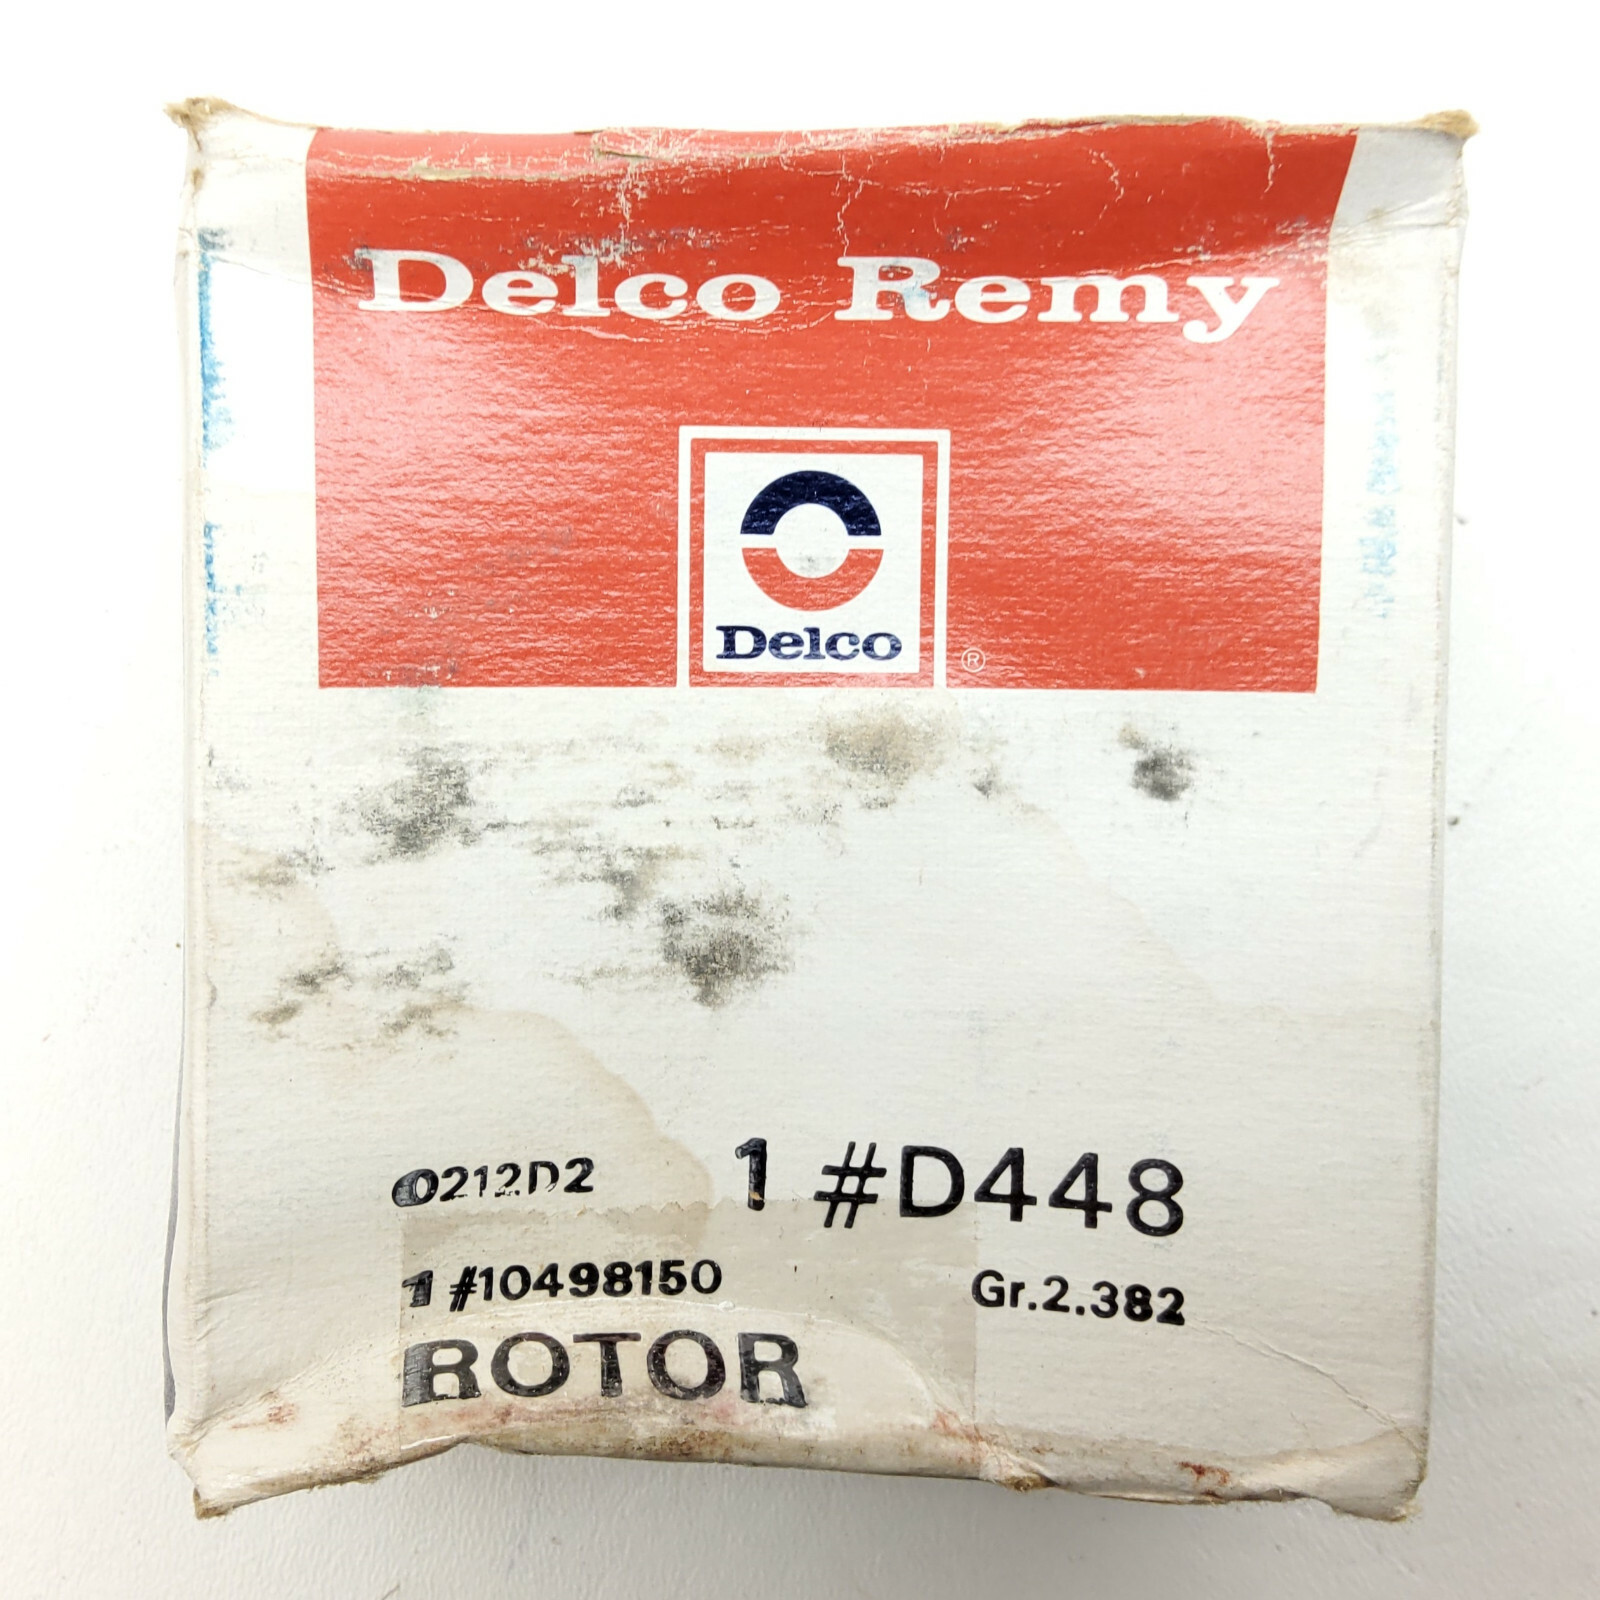 Delco Remy
Delco
®
0212D2 1 #D448
1 #10498150 Gr.2.382
ROTOR